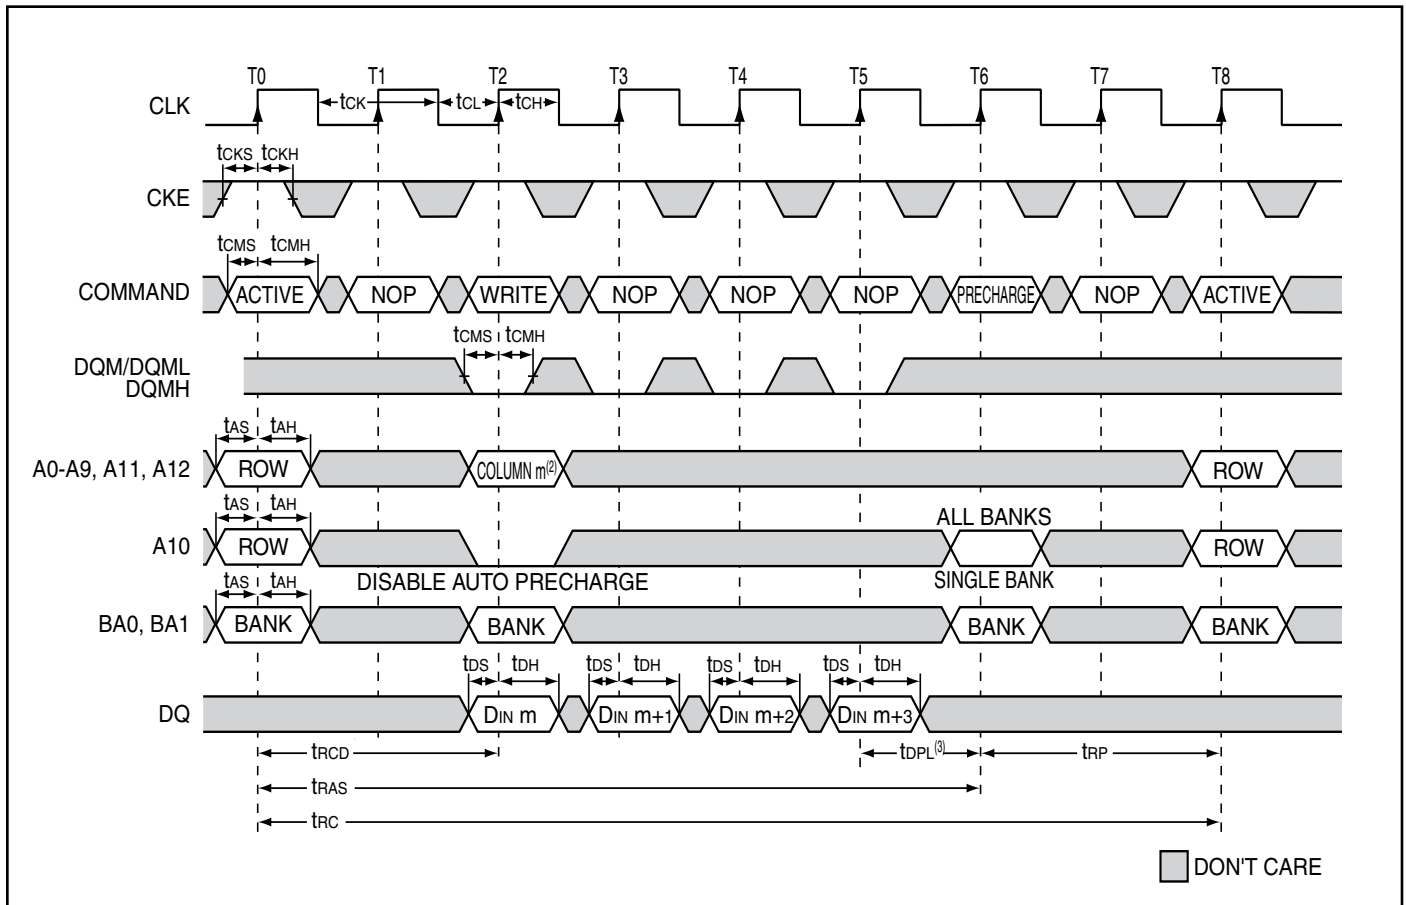 T0 T1 T2 T3 T4 T5 T6 T7 T8
CLK tCK tCL tCH
tCKS tCKH
CKE
tCMS tCMH
COMMAND ACTIVE NOP WRITE NOP NOP NOP PRECHARGE NOP ACTIVE
tCMS tCMH
DQM/DQML
DQMH
tAS tAH
A0-A9, A11, A12 ROW COLUMN m(2) ROW
tAS tAH
ALL BANKS
A10 ROW ROW
DISABLE AUTO PRECHARGE SINGLE BANK
tAS tAH
BA0, BA1 BANK BANK BANK BANK
tDS tDH tDS tDH tDS tDH tDS tDH
DQ DIN m DIN m+1 DIN m+2 DIN m+3
tRCD tDPL(3) tRP
tRAS
tRC
DON'T CARE